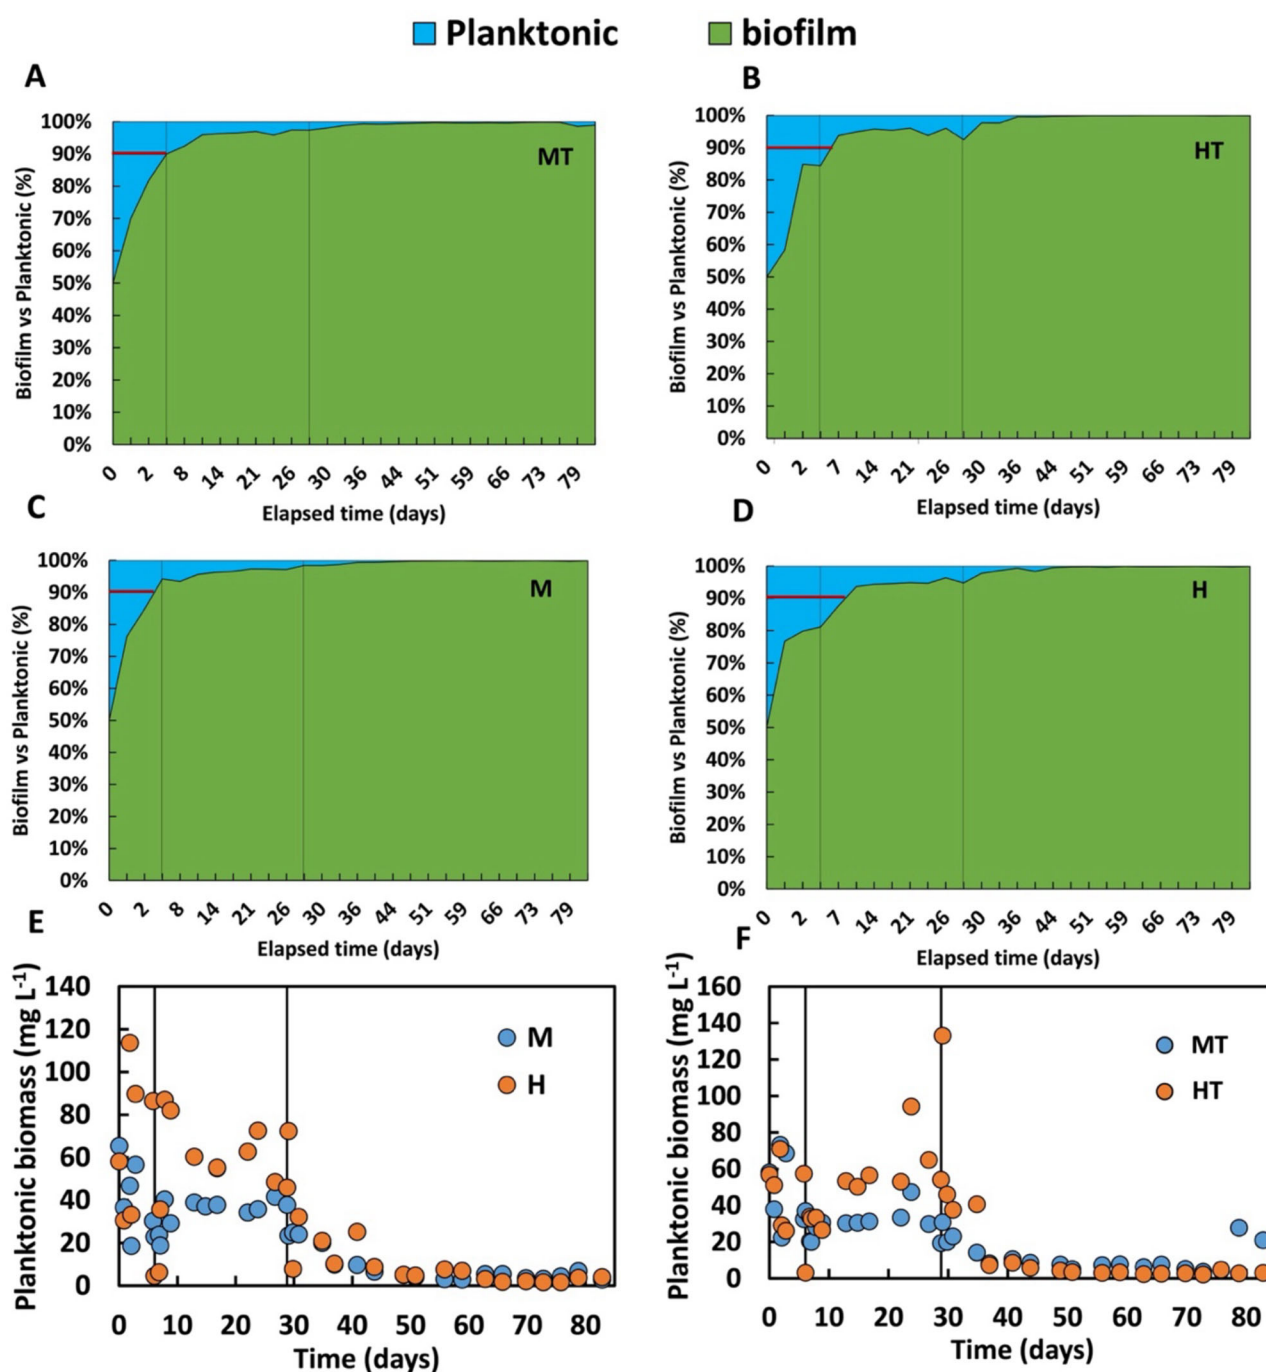 Planktonic biofilm
A
B
100%
90%
80%
70%
60%
50%
40%
30%
20%
10%
0%
Biofilm vs Planktonic (%)
MT
0 2 8 14 21 26 30 36 44 51 59 66 73 79
Elapsed time (days)
100%
90%
80%
70%
60%
50%
40%
30%
20%
10%
0%
Biofilm vs Planktonic (%)
HT
0 2 7 14 21 26 30 36 44 51 59 66 73 79
Elapsed time (days)
C
D
100%
90%
80%
70%
60%
50%
40%
30%
20%
10%
0%
Biofilm vs Planktonic (%)
M
0 2 8 14 21 26 30 36 44 51 59 66 73 79
Elapsed time (days)
100%
90%
80%
70%
60%
50%
40%
30%
20%
10%
0%
Biofilm vs Planktonic (%)
H
0 2 7 14 21 26 30 36 44 51 59 66 73 79
Elapsed time (days)
E
F
140
120
100
80
60
40
20
0
Planktonic biomass (mg L-1)
M
H
0 10 20 30 40 50 60 70 80
Time (days)
160
140
120
100
80
60
40
20
0
Planktonic biomass (mg L-1)
MT
HT
0 10 20 30 40 50 60 70 80
Time (days)